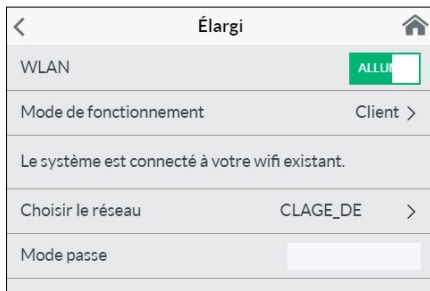 Élargi
WLAN ALLU
Mode de fonctionnement Client
Le système est connecté à votre wifi existant.
Choisir le réseau CLAGE_DE
Mode passe